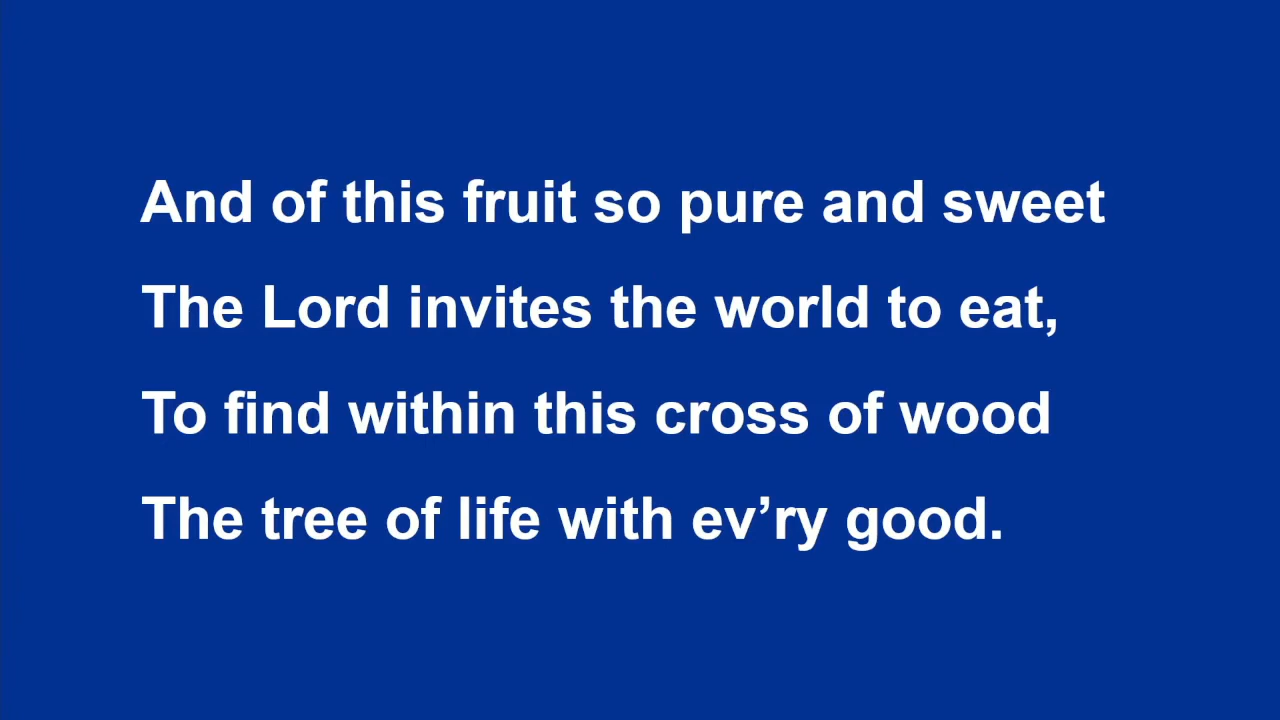 And of this fruit so pure and sweet
The Lord invites the world to eat,
To find within this cross of wood
The tree of life with ev’ry good.